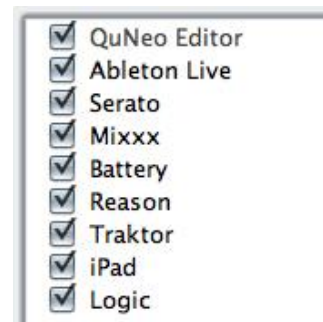 QuNeo Editor
Ableton Live
Serato
Mixxx
Battery
Reason
Traktor
iPad
Logic